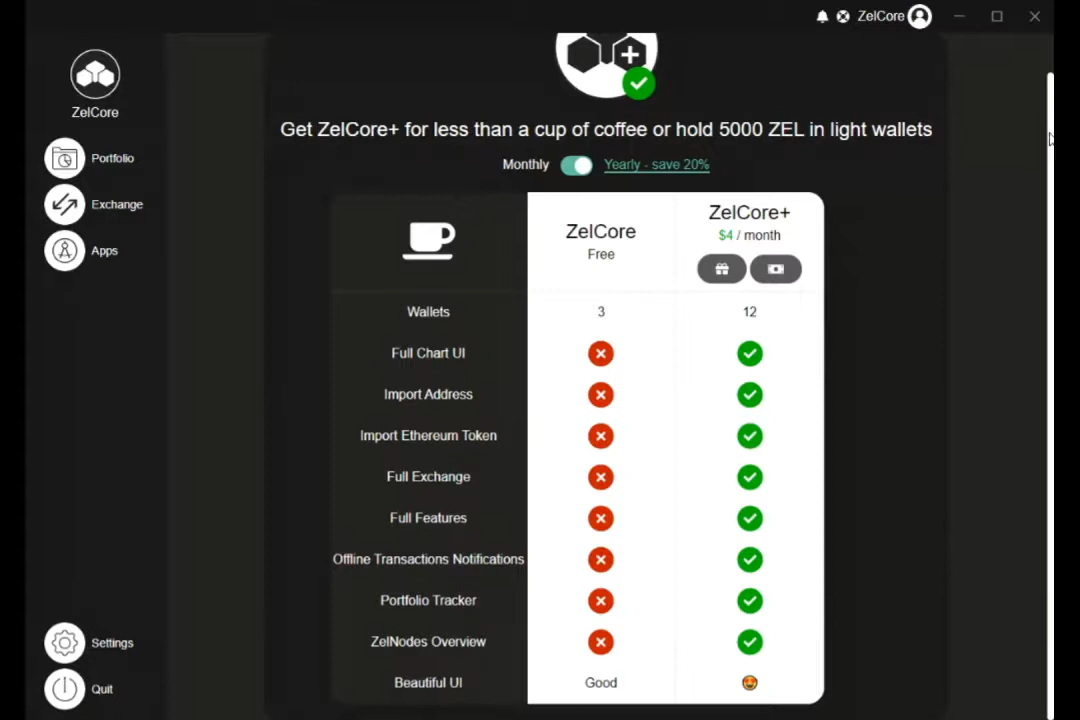 ZelCore
ZelCore
Portfolio
Exchange
Apps
Settings
Quit
Get ZelCore+ for less than a cup of coffee or hold 5000 ZEL in light wallets
Monthly Yearly - save 20%
ZelCore
Free
ZelCore+
$4 / month
Wallets 3 12
Full Chart UI
Import Address
Import Ethereum Token
Full Exchange
Full Features
Offline Transactions Notifications
Portfolio Tracker
ZelNodes Overview
Beautiful UI Good